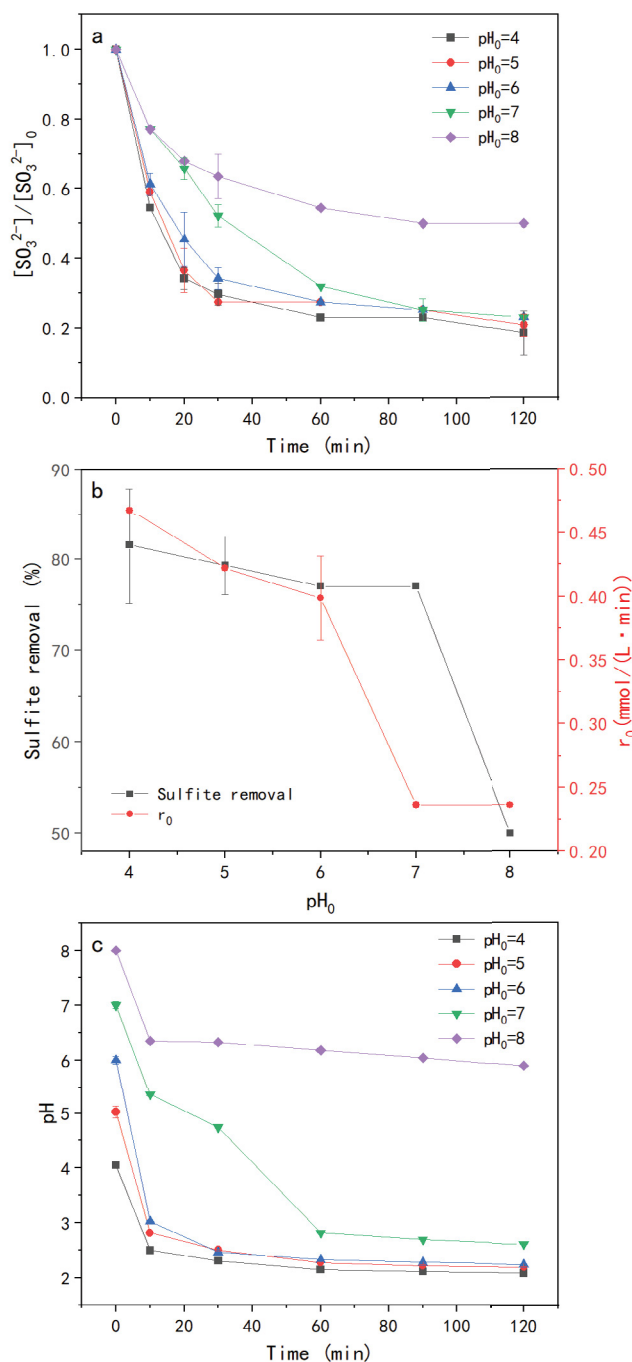 a
pH₀=4
pH₀=5
pH₀=6
pH₀=7
pH₀=8
[SO₃²⁻]/[SO₃²⁻]₀
1.0
0.8
0.6
0.4
0.2
0.0
0 20 40 60 80 100 120
Time (min)
b
Sulfite removal (%)
90
80
70
60
50
r₀(mmol/(L·min))
0.50
0.45
0.40
0.35
0.30
0.25
0.20
Sulfite removal
r₀
4 5 6 7 8
pH₀
c
pH₀=4
pH₀=5
pH₀=6
pH₀=7
pH₀=8
pH
8
7
6
5
4
3
2
0 20 40 60 80 100 120
Time (min)